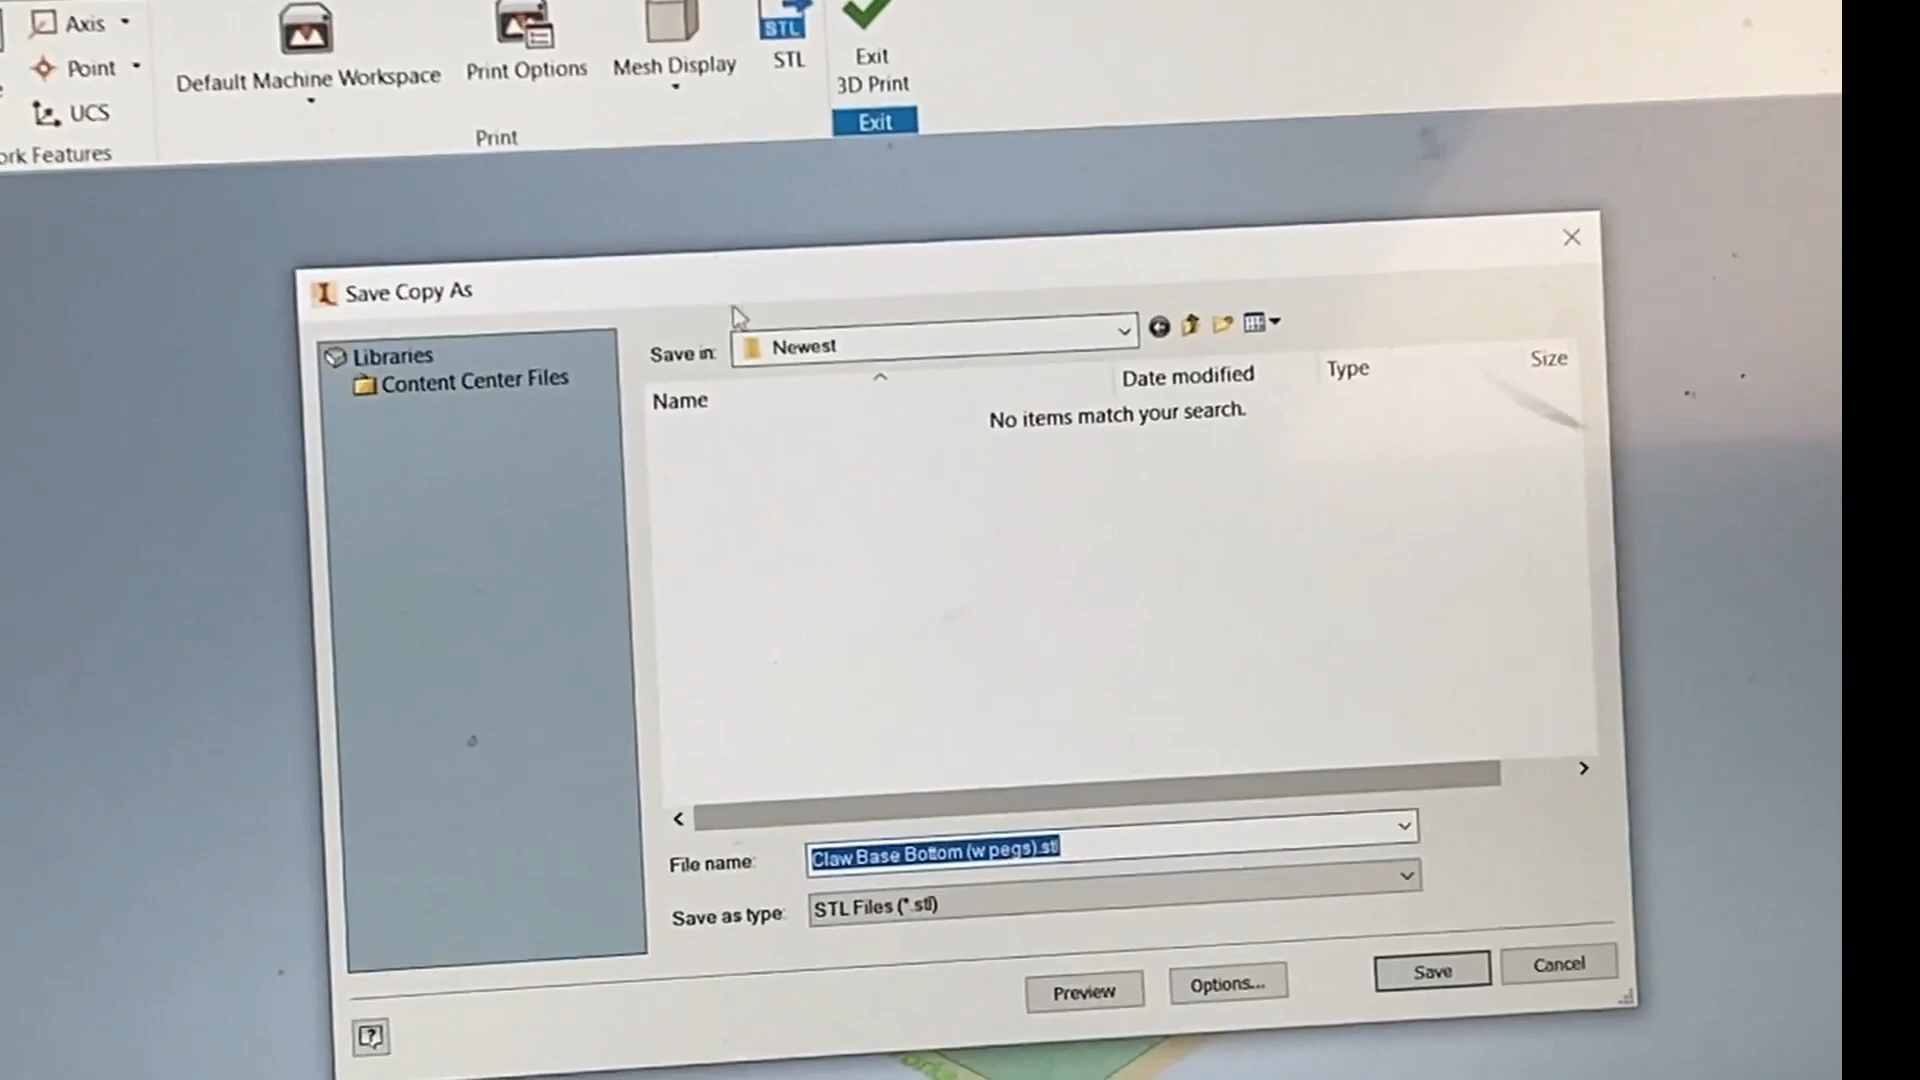 Axis
Point
UCS
ork Features
Default Machine Workspace
Print Options
Mesh Display
STL
STL
Exit
3D Print
Print
Exit
Save Copy As
Libraries
Content Center Files
Save in:
Newest
Name
Date modified
Type
Size
No items match your search.
File name:
Claw Base Bottom (w pegs).stl
Save as type:
STL Files (*.stl)
Preview
Options...
Save
Cancel